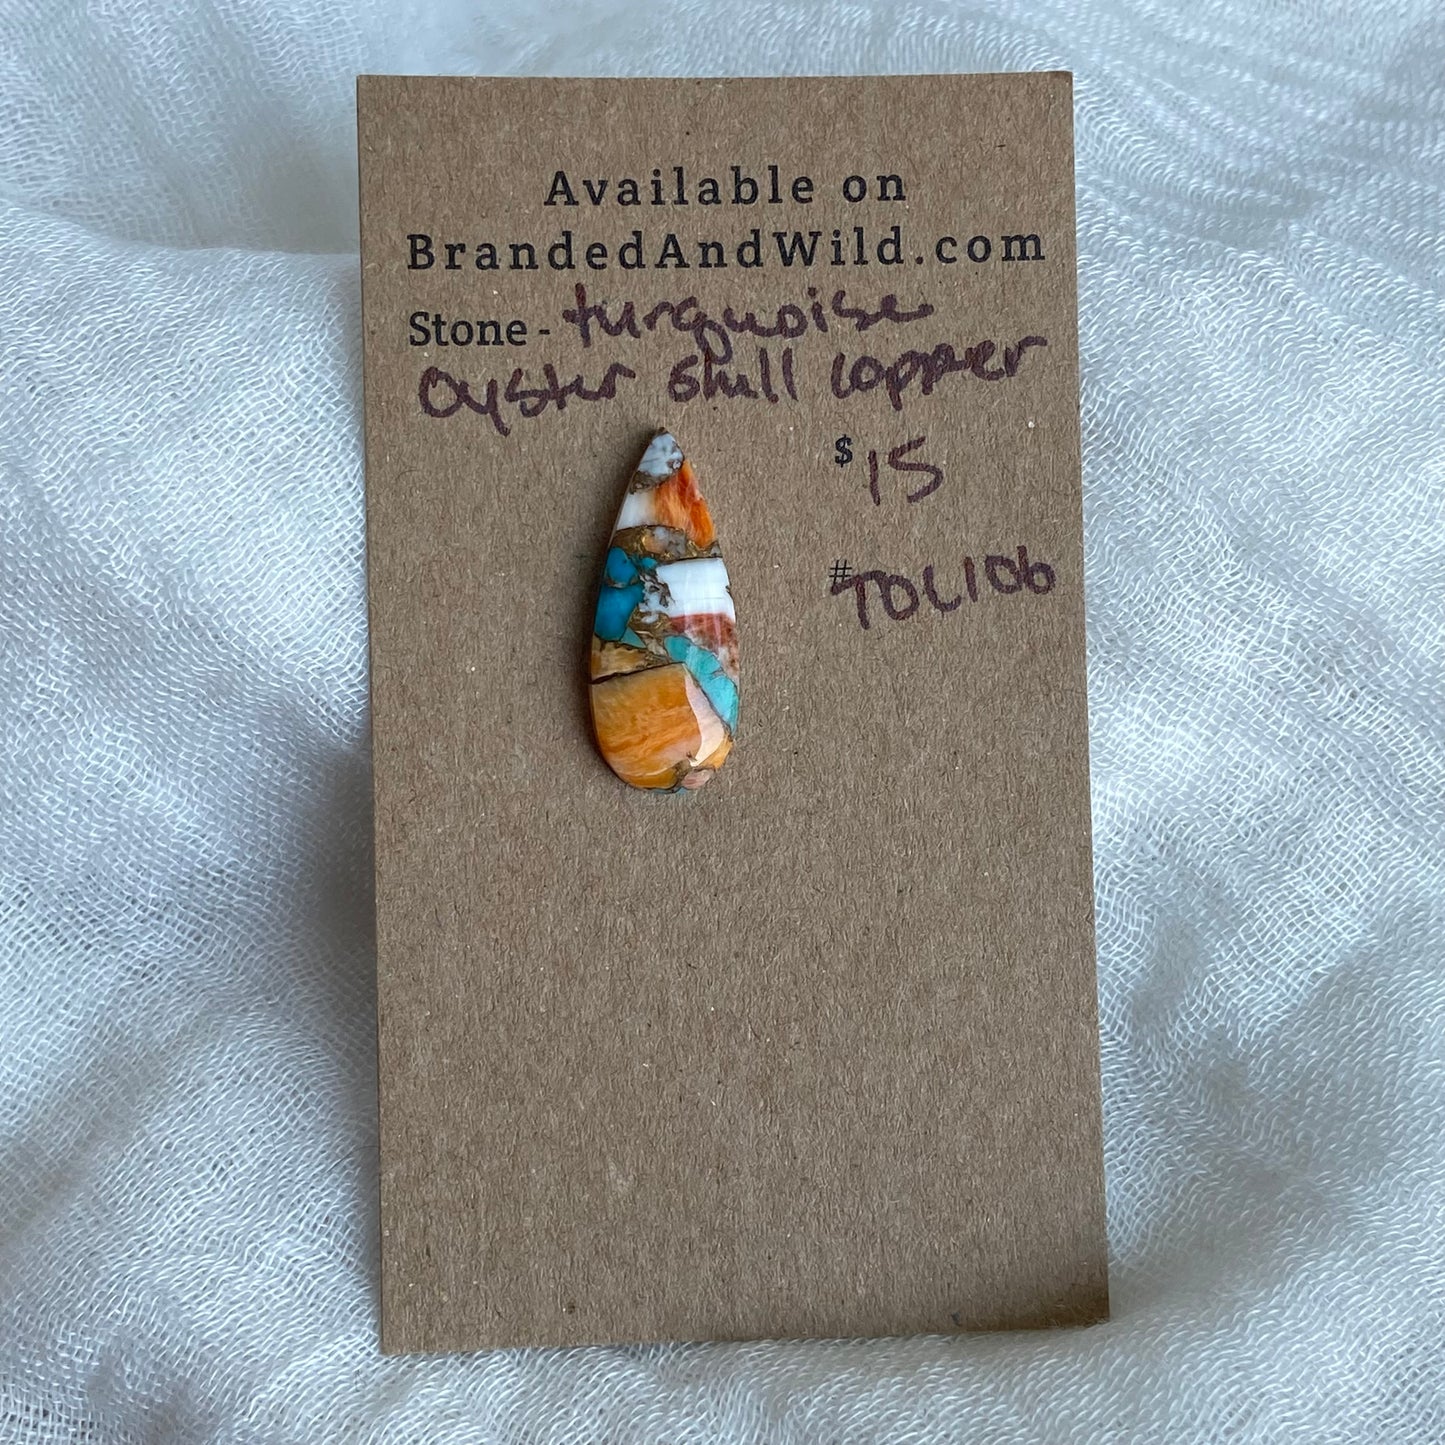 Available on
BrandedAndWild.com
Stone - turquoise
oyster shell copper
$15
#TOC106